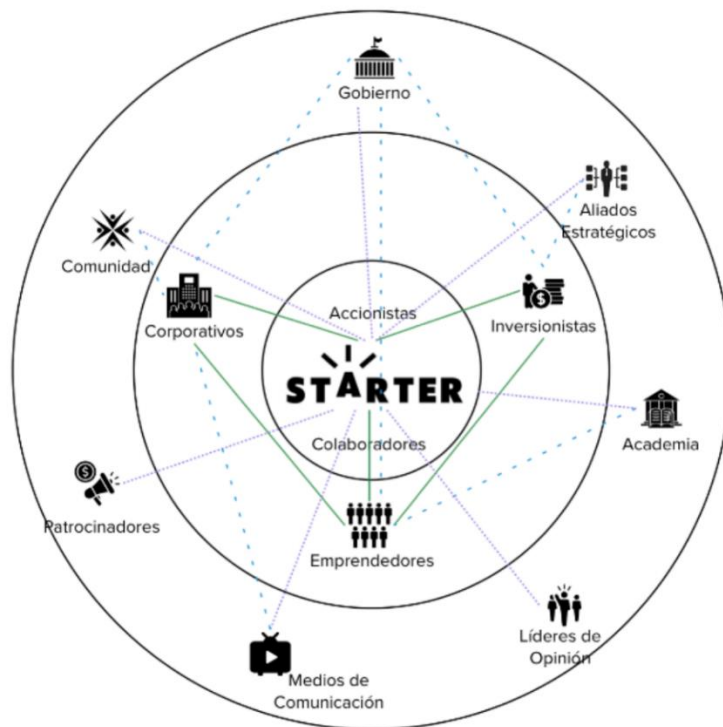 Gobierno
Aliados
Estratégicos
Comunidad
Corporativos
Accionistas
Inversionistas
STARTER
Colaboradores
Academia
Patrocinadores
Emprendedores
Líderes de
Opinión
Medios de
Comunicación